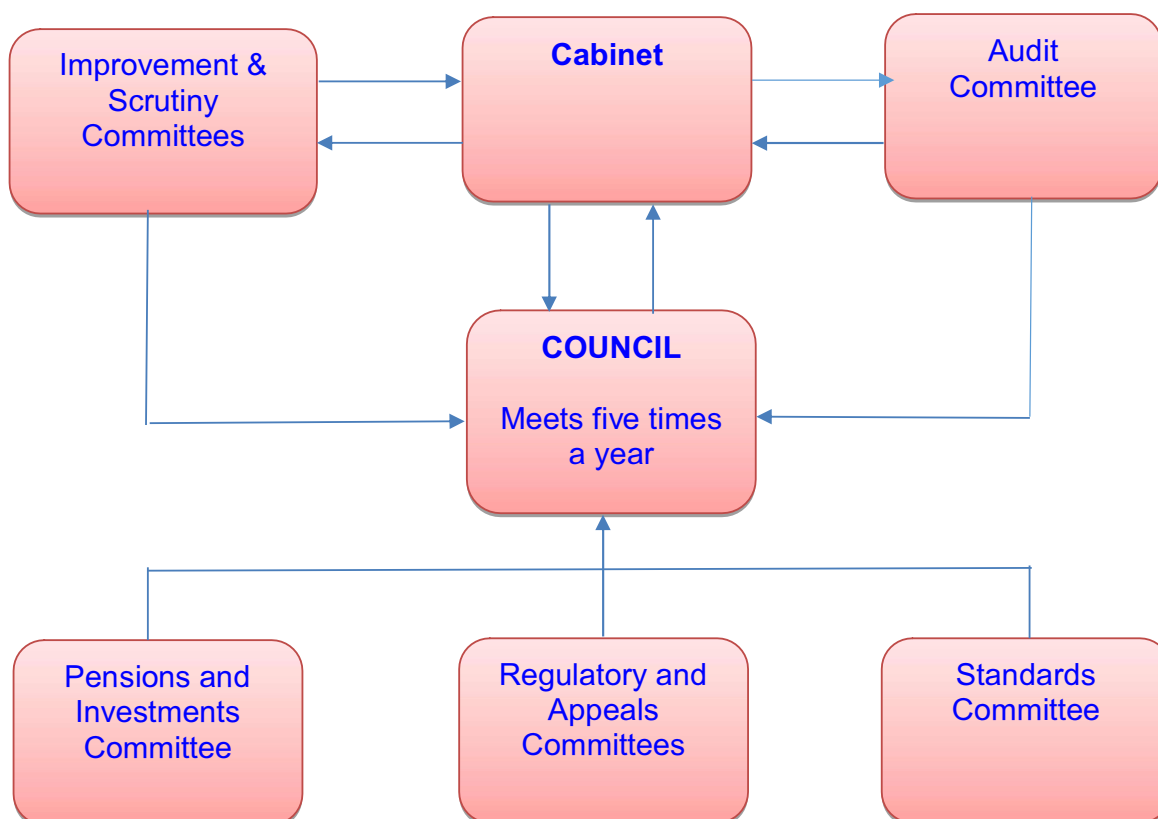 Improvement &
Scrutiny
Committees
Cabinet
Audit
Committee
COUNCIL
Meets five times
a year
Pensions and
Investments
Committee
Regulatory and
Appeals
Committees
Standards
Committee